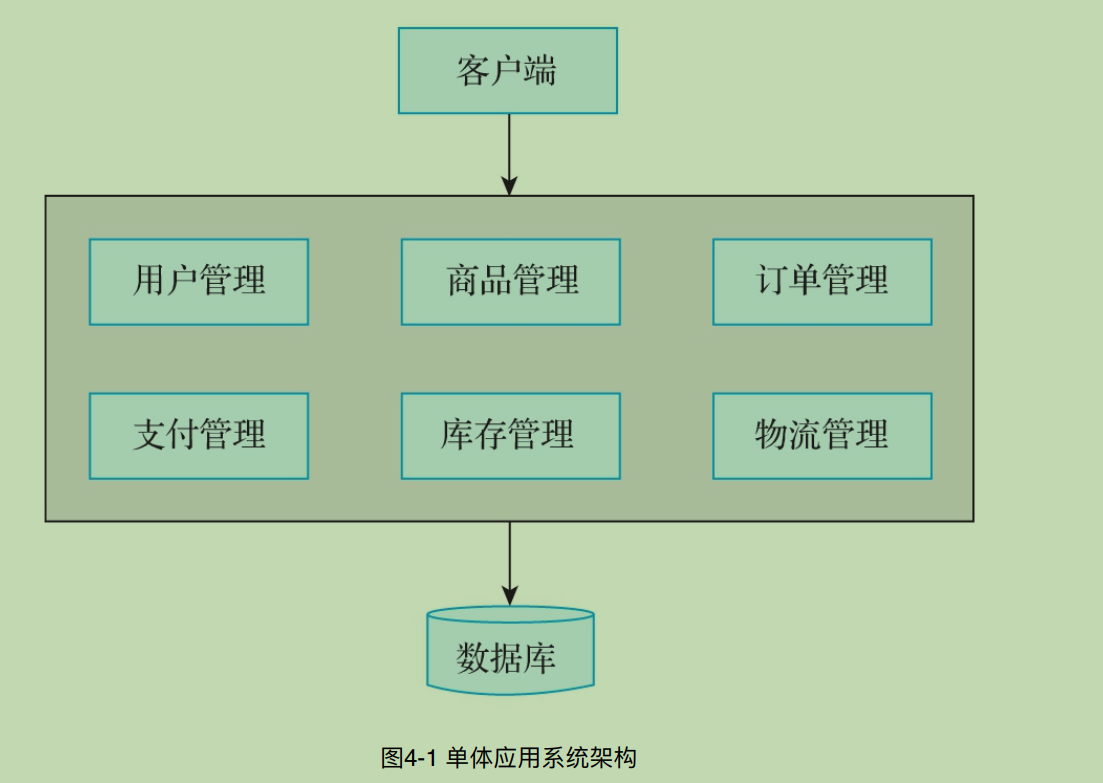 客户端
用户管理 商品管理 订单管理
支付管理 库存管理 物流管理
数据库
图4-1 单体应用系统架构